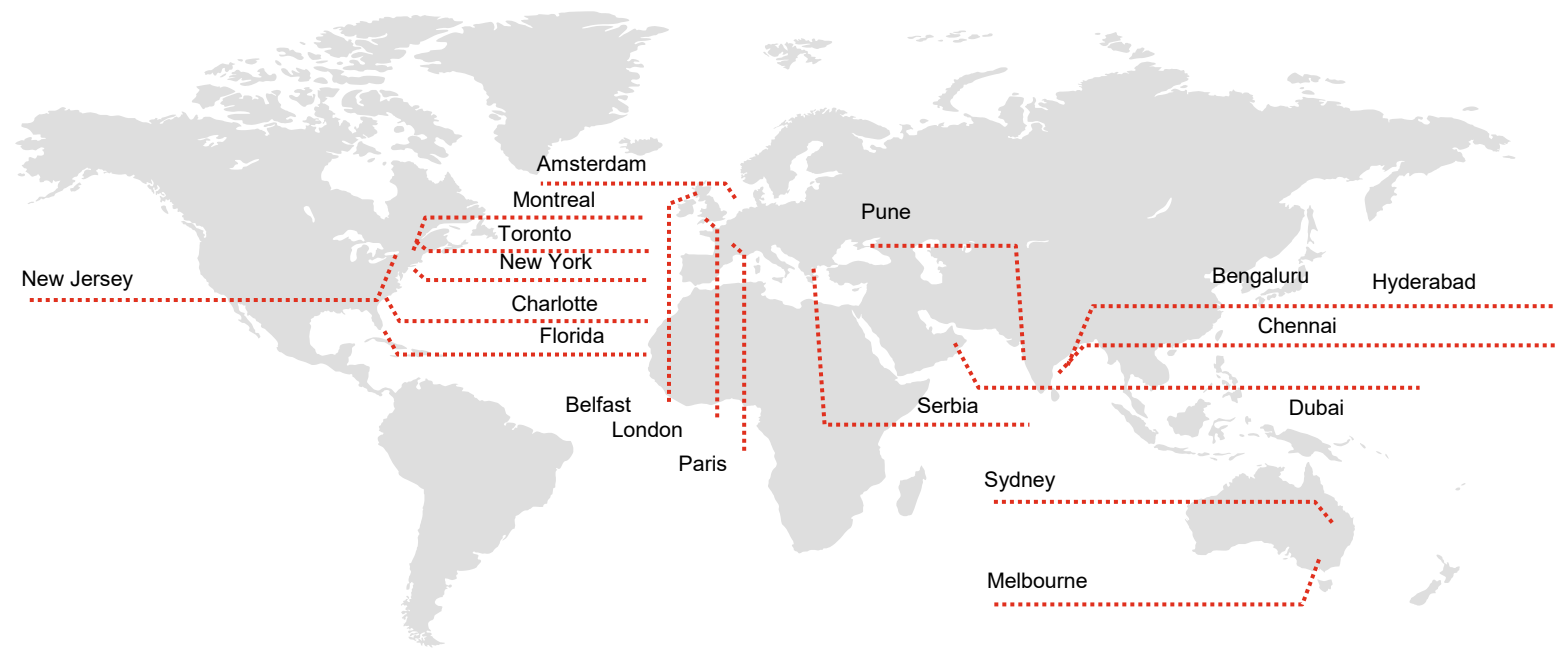 Amsterdam
Montreal
Toronto
New York
New Jersey
Charlotte
Florida
Belfast
London
Paris
Pune
Bengaluru
Hyderabad
Chennai
Serbia
Dubai
Sydney
Melbourne